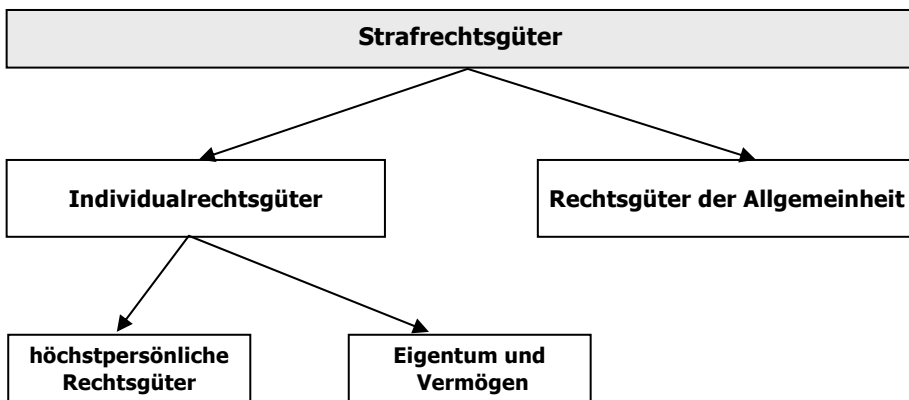 Strafrechtsgüter
Individualrechtsgüter
Rechtsgüter der Allgemeinheit
höchstpersönliche
Rechtsgüter
Eigentum und
Vermögen